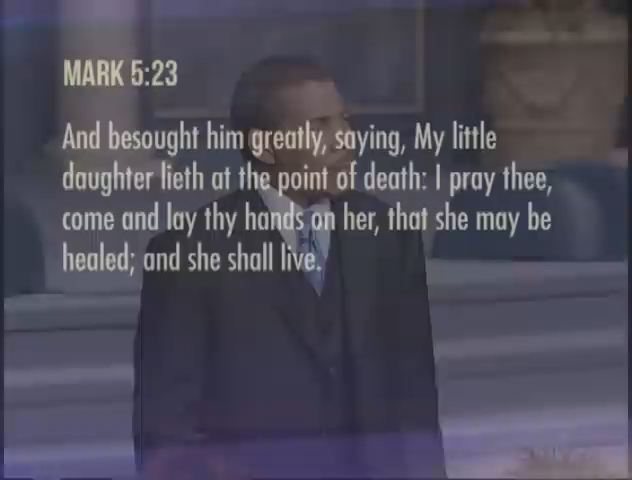 MARK 5:23
And besought him greatly, saying, My little
daughter lieth at the point of death: I pray thee,
come and lay thy hands on her, that she may be
healed; and she shall live.